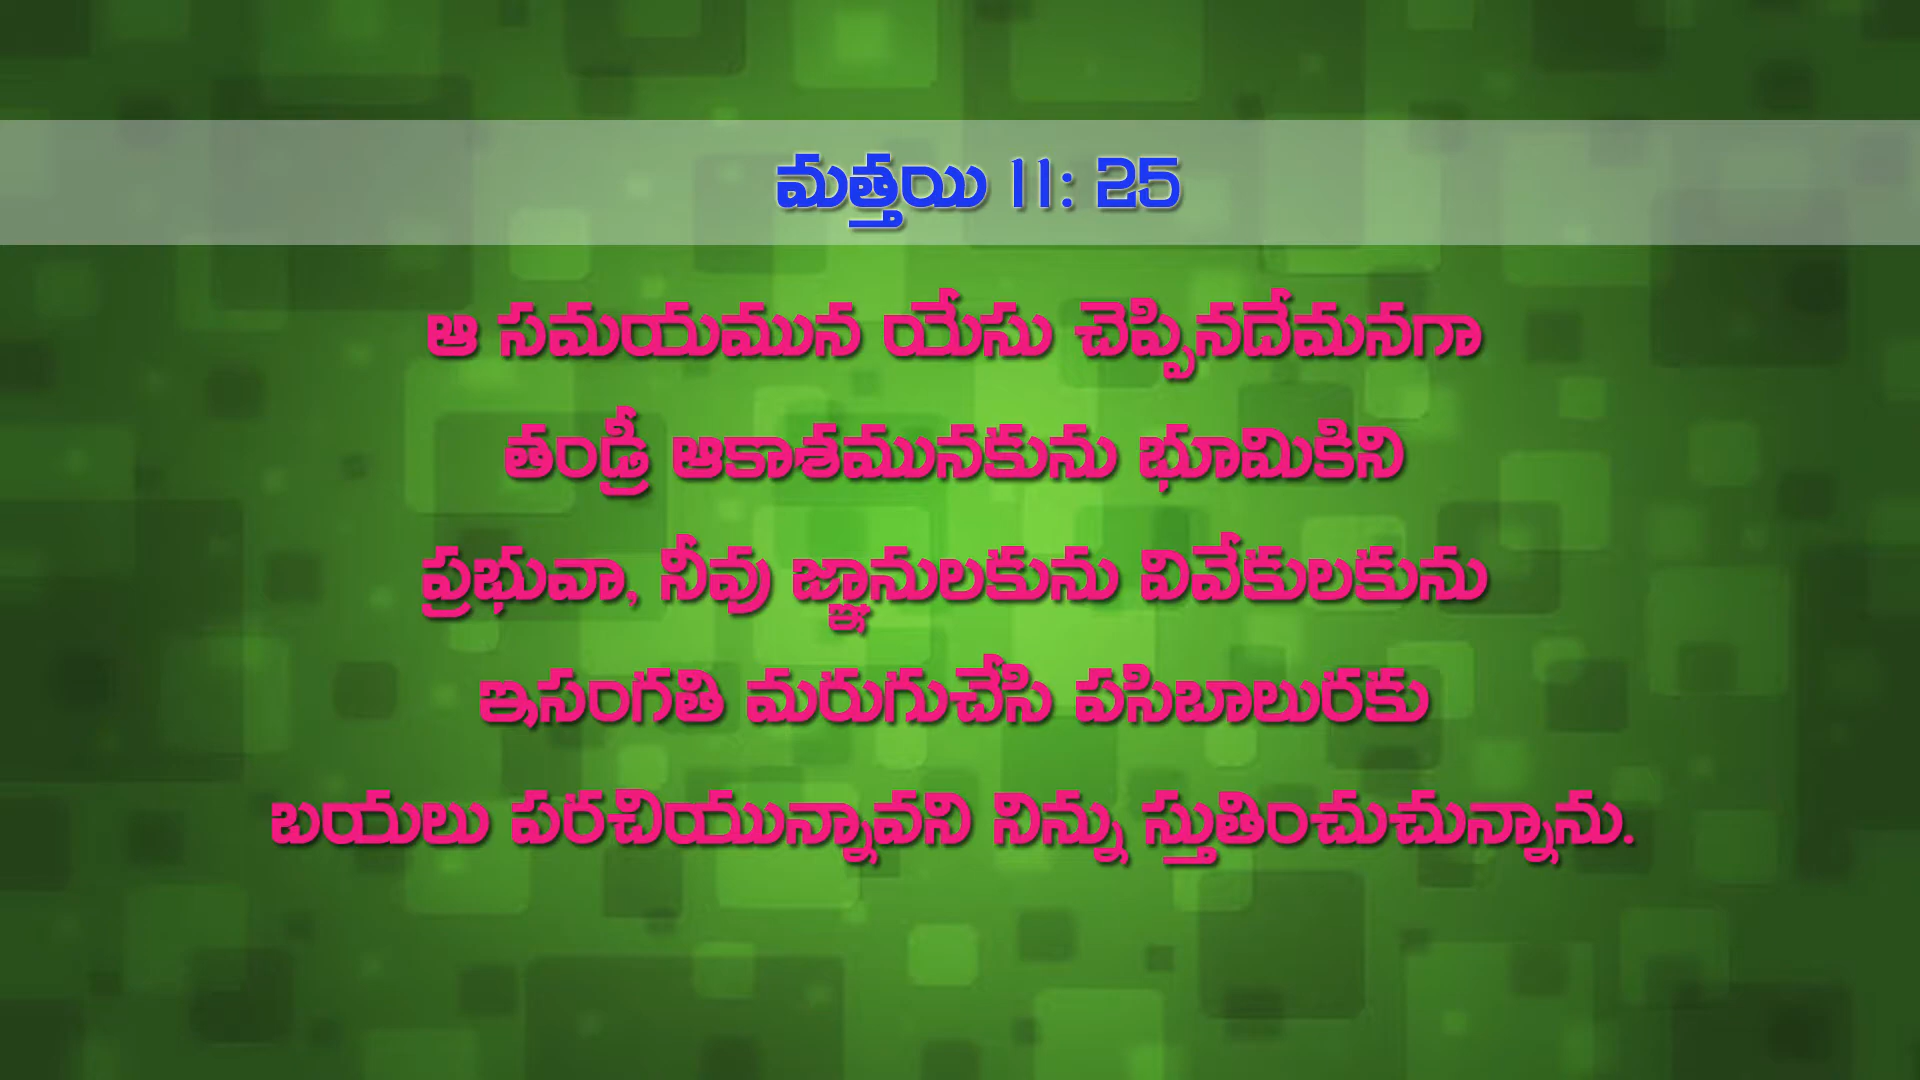 మత్తయి 11: 25
ఆ సమయమున యేసు చెప్పినదేమనగా
తండ్రీ ఆకాశమునకును భూమికిని
ప్రభువా, నీవు జ్ఞానులకును వివేకులకును
ఇసంగతి మరుగుచేసి పసిబాలురకు
బయలు పరచియున్నావని నిన్ను స్తుతించుచున్నాను.